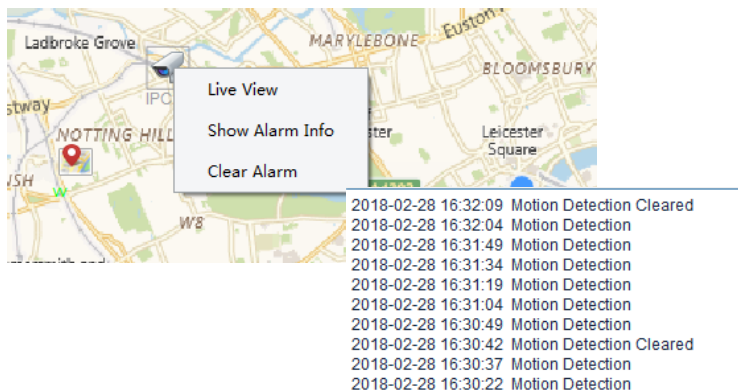 Ladbroke Grove
MARYLEBONE
Euston
BLOOMSBURY
IPC
stway
NOTTING HILL
ster
Leicester
Square
SH
W
W8
Live View
Show Alarm Info
Clear Alarm
2018-02-28 16:32:09 Motion Detection Cleared
2018-02-28 16:32:04 Motion Detection
2018-02-28 16:31:49 Motion Detection
2018-02-28 16:31:34 Motion Detection
2018-02-28 16:31:19 Motion Detection
2018-02-28 16:31:04 Motion Detection
2018-02-28 16:30:49 Motion Detection
2018-02-28 16:30:42 Motion Detection Cleared
2018-02-28 16:30:37 Motion Detection
2018-02-28 16:30:22 Motion Detection